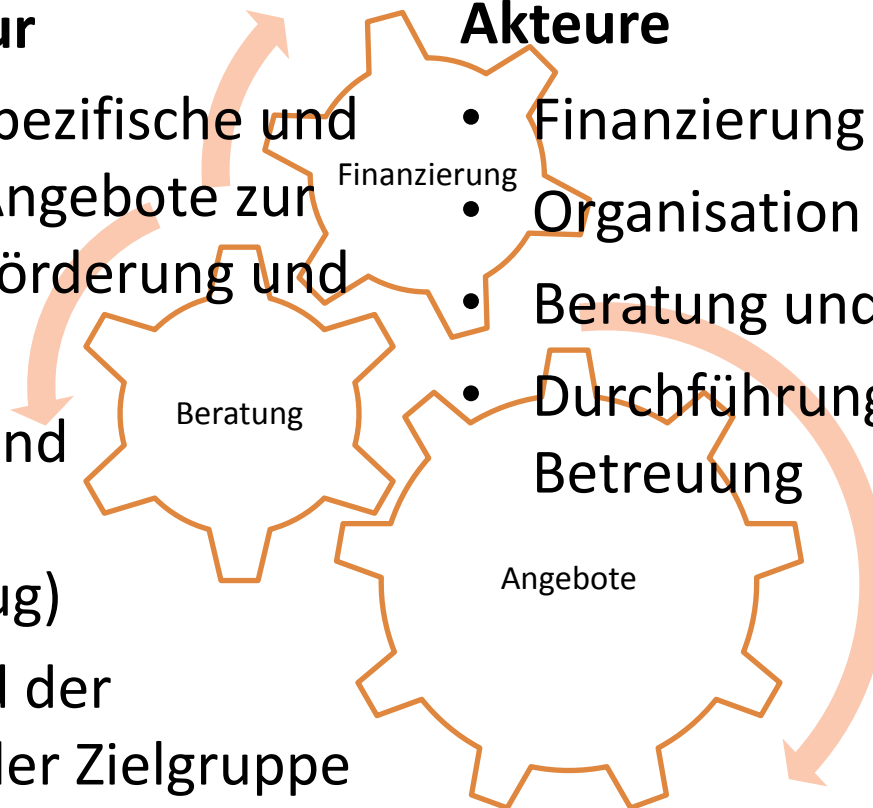 ur
pezifische und
Angebote zur
örderung und
nd
ug)
d der
der Zielgruppe
Akteure
• Finanzierung
• Organisation
• Beratung und
• Durchführung
Betreuung
Finanzierung
Beratung
Angebote